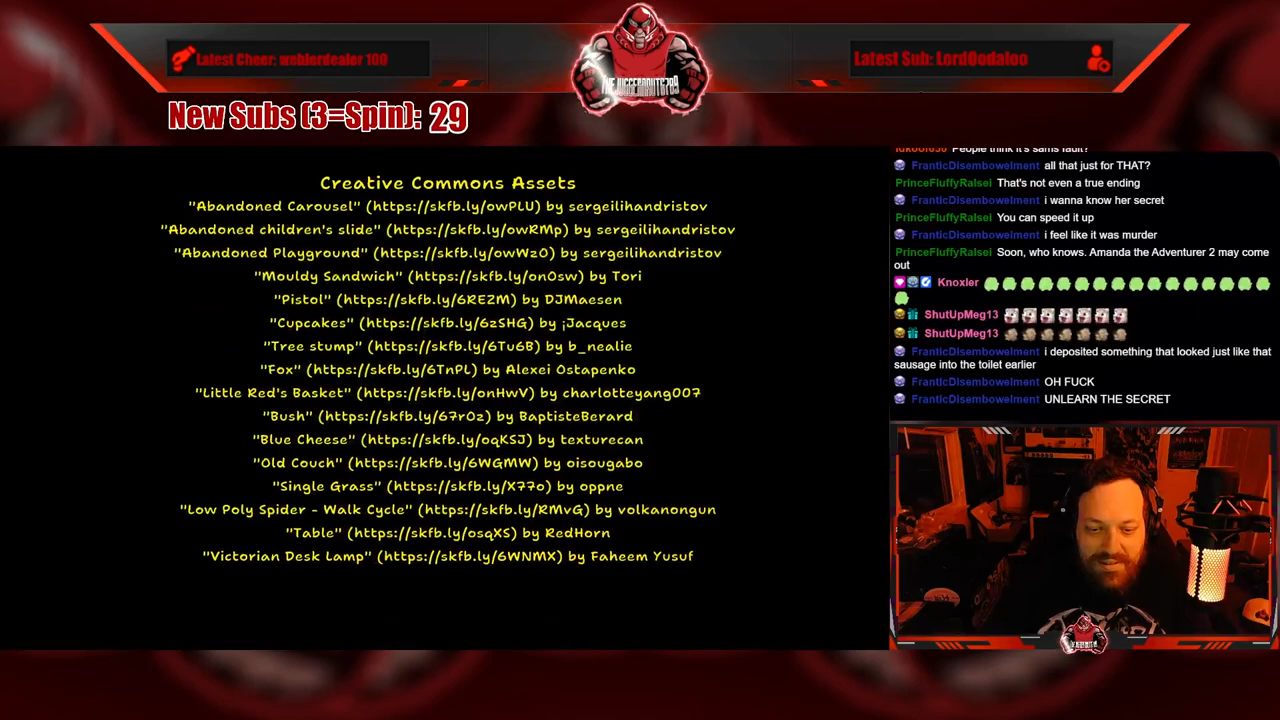 Latest Cheer: weblerdealer 100
THEJUGGERNAUT6789
Latest Sub: LordOodaloo
New Subs (3=Spin): 29
Creative Commons Assets
"Abandoned Carousel" (https://skfb.ly/owPLU) by sergeilihandristov
"Abandoned children's slide" (https://skfb.ly/owRMp) by sergeilihandristov
"Abandoned Playground" (https://skfb.ly/owWzO) by sergeilihandristov
"Mouldy Sandwich" (https://skfb.ly/onOsw) by Tori
"Pistol" (https://skfb.ly/6REZM) by DJMaesen
"Cupcakes" (https://skfb.ly/6zSHG) by ¡Jacques
"Tree stump" (https://skfb.ly/6Tu6B) by b_nealie
"Fox" (https://skfb.ly/6TnPL) by Alexei Ostapenko
"Little Red's Basket" (https://skfb.ly/onHwV) by charlotteyang007
"Bush" (https://skfb.ly/67rOz) by BaptisteBerard
"Blue Cheese" (https://skfb.ly/oqKSJ) by texturecan
"Old Couch" (https://skfb.ly/6WGMW) by oisougabo
"Single Grass" (https://skfb.ly/X77o) by oppne
"Low Poly Spider - Walk Cycle" (https://skfb.ly/RMvG) by volkanongun
"Table" (https://skfb.ly/osqXS) by RedHorn
"Victorian Desk Lamp" (https://skfb.ly/6WNMX) by Faheem Yusuf
People think it's sams fault?
FranticDisembowelment all that just for THAT?
PrinceFluffyRalsei That's not even a true ending
FranticDisembowelment i wanna know her secret
PrinceFluffyRalsei You can speed it up
FranticDisembowelment i feel like it was murder
PrinceFluffyRalsei Soon, who knows. Amanda the Adventurer 2 may come
out
Knoxier
ShutUpMeg13
ShutUpMeg13
FranticDisembowelment i deposited something that looked just like that
sausage into the toilet earlier
FranticDisembowelment OH FUCK
FranticDisembowelment UNLEARN THE SECRET